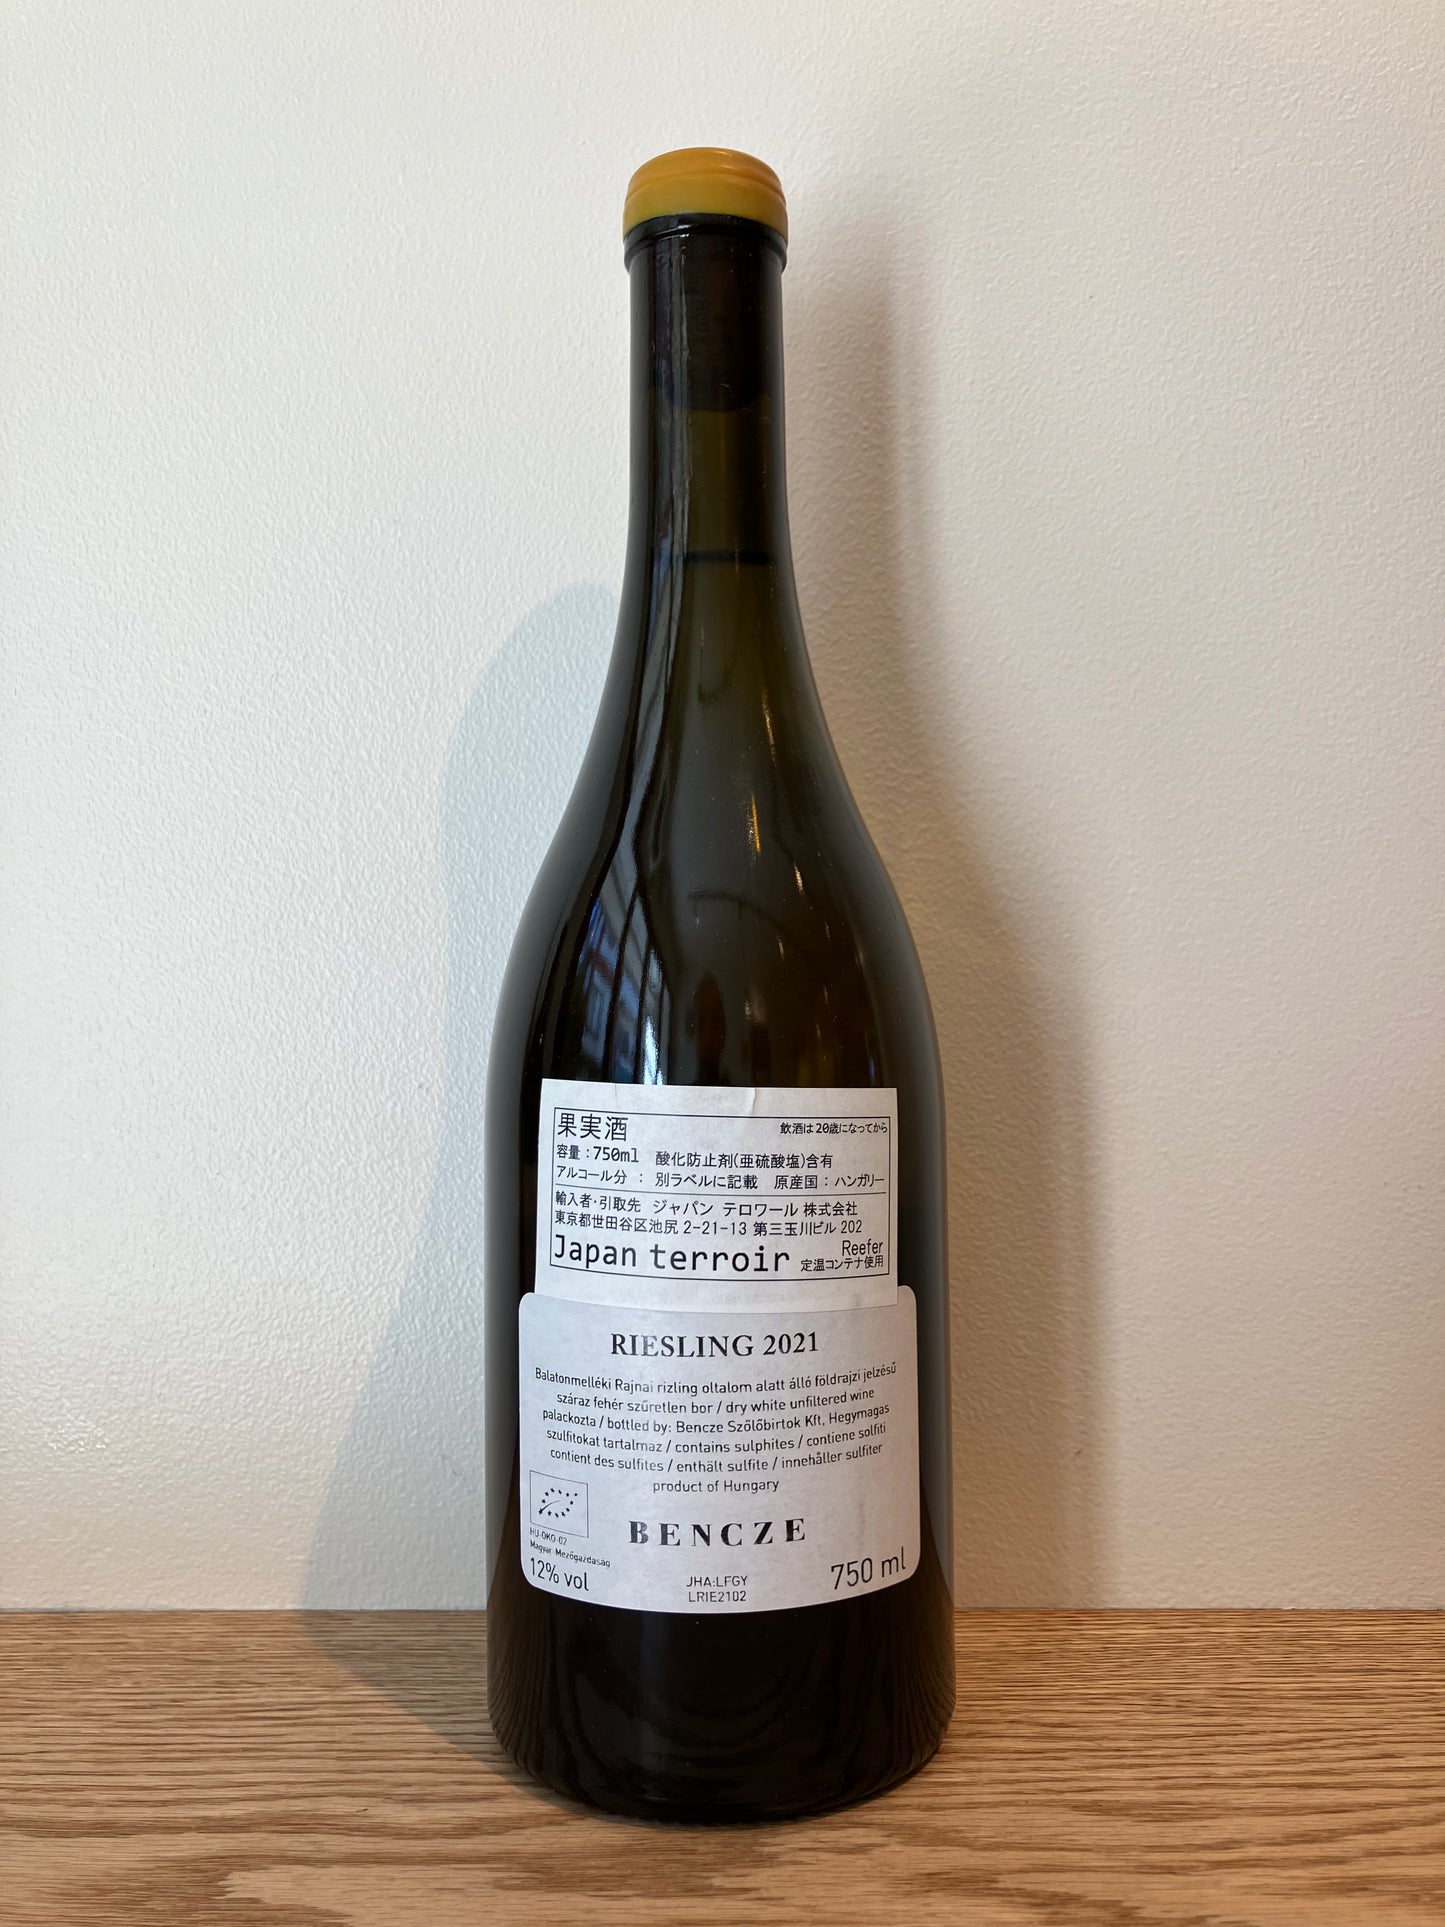 果実酒 飲酒は20歳になってから
容量：750ml 酸化防止剤(亜硫酸塩)含有
アルコール分 ： 別ラベルに記載 原産国：ハンガリー
輸入者・引取先 ジャパン テロワール 株式会社
東京都世田谷区池尻 2-21-13 第三玉川ビル 202
Japan terroir Reefer
定温コンテナ使用
RIESLING 2021
Balatonmelléki Rajnai rizling oltalom alatt álló földrajzi jelzésű
száraz fehér szűretlen bor / dry white unfiltered wine
palackozta / bottled by: Bencze Szőlőbirtok Kft, Hegymagas
szulfitokat tartalmaz / contains sulphites / contiene solfiti
contient des sulfites / enthält sulfite / innehåller sulfiter
product of Hungary
BENCZE
HU-ÖKO-02
Magyar-Mezőgazdaság
12% vol
JHA:LFGY
LRIE2102
750 ml